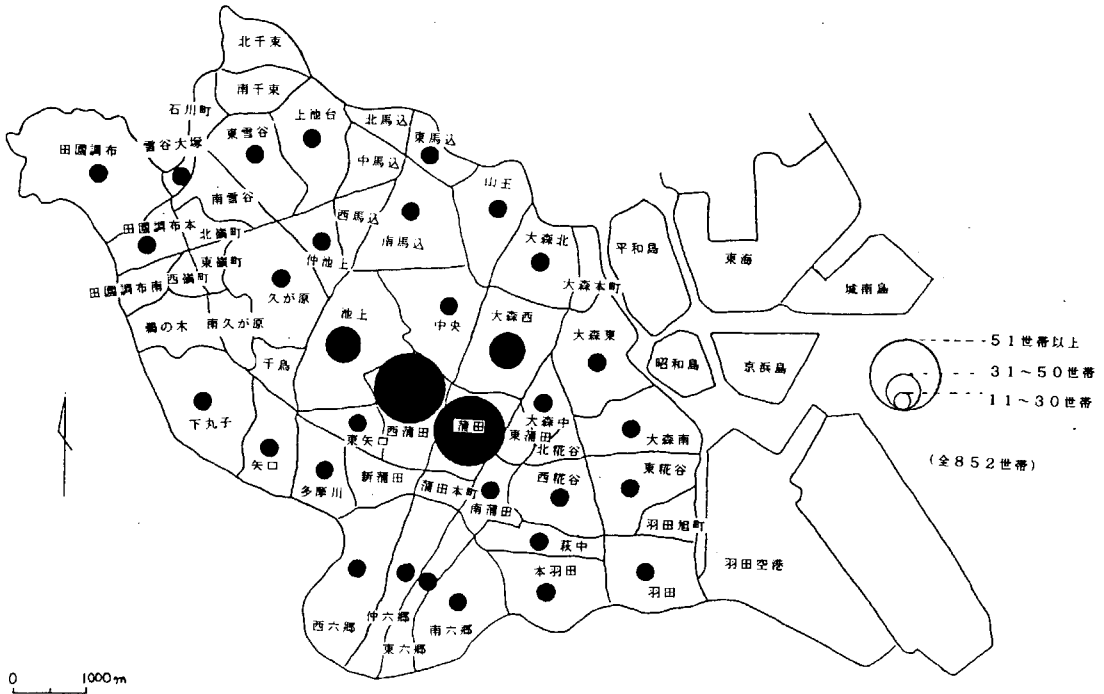 北千束
南千束
石川町
上池台
北馬込
東馬込
東雪谷
雪谷大塚
田園調布
中馬込
山王
南雪谷
田園調布本
北嶺町
西馬込
南馬込
大森北
平和島
東海
東嶺町
仲池上
西嶺町
田園調布南
久が原
大森本町
城南島
鵜の木
南久が原
池上
中央
大森西
大森東
51世帯以上
千鳥
昭和島
京浜島
31~50世帯
11~30世帯
下丸子
東矢口
西蒲田
蒲田
東蒲田
大森中
北糀谷
大森南
矢口
多摩川
新蒲田
蒲田本町
南蒲田
西糀谷
東糀谷
(全852世帯)
羽田旭町
萩中
本羽田
羽田
羽田空港
西六郷
仲六郷
東六郷
南六郷
0 1000m